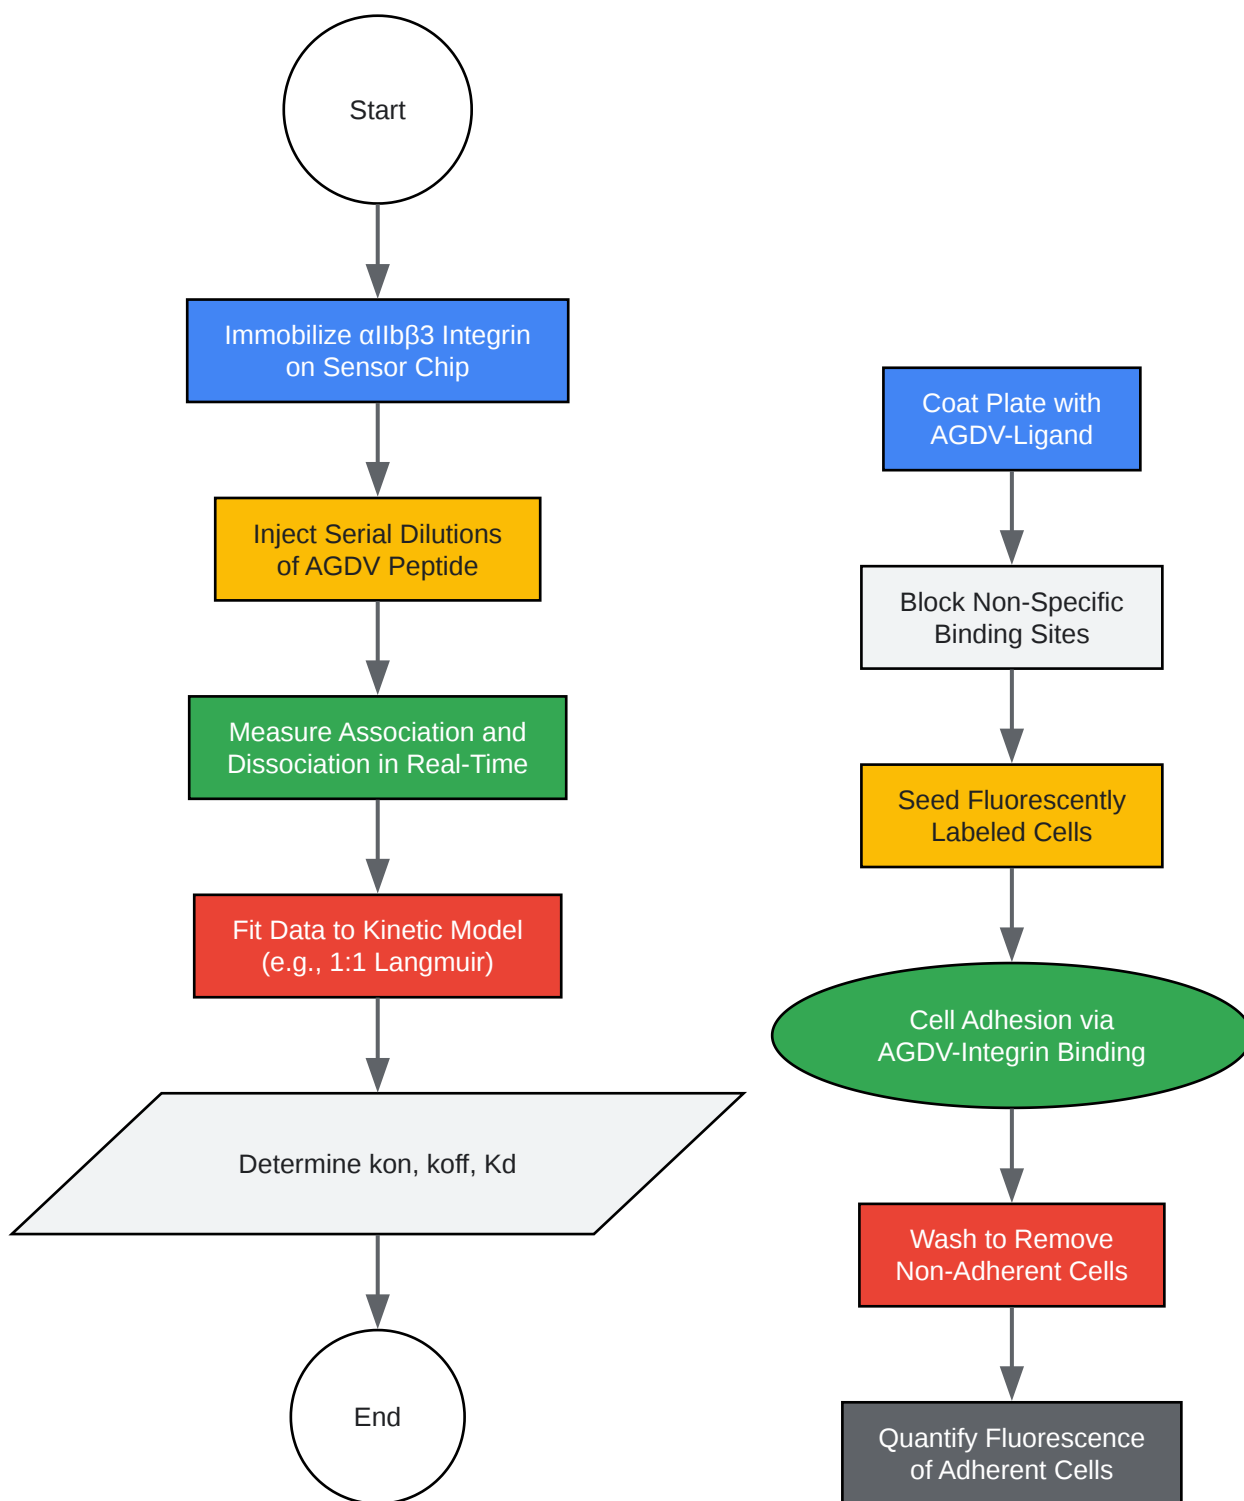 Start
Immobilize αIIbβ3 Integrin
on Sensor Chip
Inject Serial Dilutions
of AGDV Peptide
Measure Association and
Dissociation in Real-Time
Fit Data to Kinetic Model
(e.g., 1:1 Langmuir)
Determine kon, koff, Kd
End
Coat Plate with
AGDV-Ligand
Block Non-Specific
Binding Sites
Seed Fluorescently
Labeled Cells
Cell Adhesion via
AGDV-Integrin Binding
Wash to Remove
Non-Adherent Cells
Quantify Fluorescence
of Adherent Cells